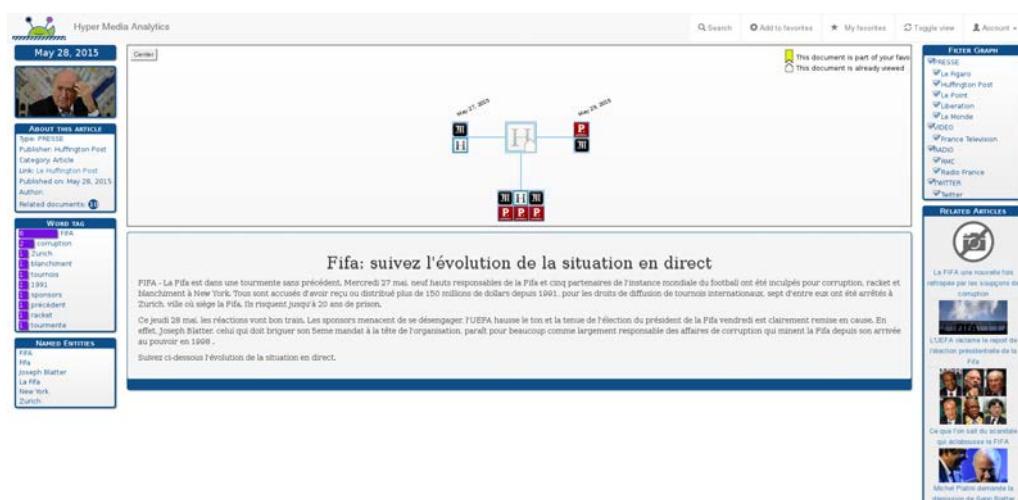 Hyper Media Analytics
Search
Add to favorites
My favorites
Toggle view
Account
May 28, 2015
ABOUT THIS ARTICLE
Type: PRESSE
Publisher: Huffington Post
Category: Article
Link: Le Huffington Post
Published on: May 28, 2015
Author:
Related documents:
WORD TAG
FIFA
2 corruption
1 Zurich
1 blanchiment
1 tournois
1 1991
1 sponsors
1 précédent
1 racket
1 tourmente
NAMED ENTITIES
FIFA
Fifa
Joseph Blatter
La Fifa
New York
Zurich
Center
This document is part of your favo
This document is already viewed
May 27, 2015
May 29, 2015
M
H
H
P
M
M H M
P P P
Fifa: suivez l'évolution de la situation en direct
FIFA - La Fifa est dans une tourmente sans précédent. Mercredi 27 mai, neuf hauts responsables de la Fifa et cinq partenaires de l'instance mondiale du football ont été inculpés pour corruption, racket et
blanchiment à New York. Tous sont accusés d'avoir reçu ou distribué plus de 150 millions de dollars depuis 1991, pour les droits de diffusion de tournois internationaux, sept d'entre eux ont été arrêtés à
Zurich, ville où siège la Fifa. Ils risquent jusqu'à 20 ans de prison.
Ce jeudi 28 mai, les réactions vont bon train. Les sponsors menacent de se désengager, l'UEFA hausse le ton et la tenue de l'élection du président de la Fifa vendredi est clairement remise en cause. En
effet, Joseph Blatter, celui qui doit briguer son 5eme mandat à la tête de l'organisation, paraît pour beaucoup comme largement responsable des affaires de corruption qui minent la Fifa depuis son arrivée
au pouvoir en 1998 .
Suivez ci-dessous l'évolution de la situation en direct.
FILTER GRAPH
PRESSE
Le Figaro
Huffington Post
Le Point
Liberation
Le Monde
VIDEO
France Television
RADIO
RMC
Radio France
TWITTER
Twitter
RELATED ARTICLES
La FIFA une nouvelle fois
rattrapée par les soupçons de
corruption
L'UEFA réclame le report de
l'élection présidentielle de la
Fifa
Ce que l'on sait du scandale
qui éclabousse la FIFA
Michel Platini demande la
démission de Sepp Blatter